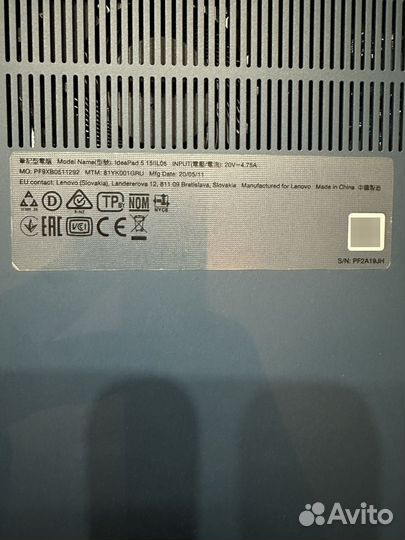 筆記型電腦 Model Name(型號): IdeaPad 5 15IIL05 INPUT(電壓/電流): 20V⎓4.75A
MO: PF9XB0511292 MTM: 81YK001GRU Mfg Date: 20/05/11
EU contact: Lenovo (Slovakia), Landererova 12, 811 09 Bratislava, Slovakia Manufactured for Lenovo Made in China 中國製造
D TP NOM NYCE
EAC VCI CE
S/N: PF2A19JH
Avito